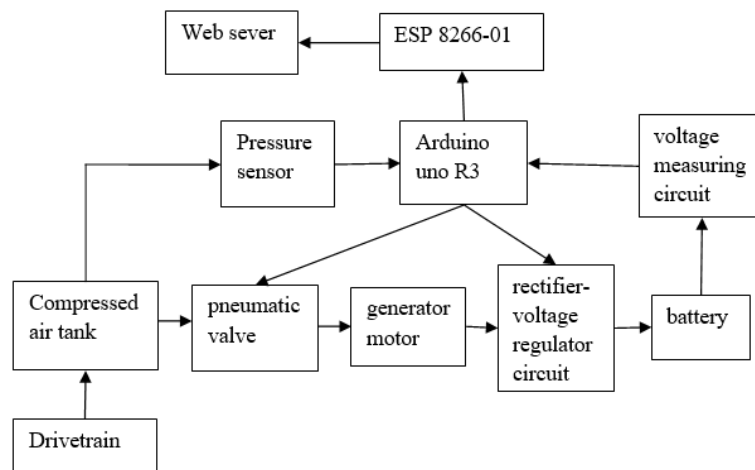 Web sever
ESP 8266-01
Pressure
sensor
Arduino
uno R3
voltage
measuring
circuit
Compressed
air tank
pneumatic
valve
generator
motor
rectifier-
voltage
regulator
circuit
battery
Drivetrain